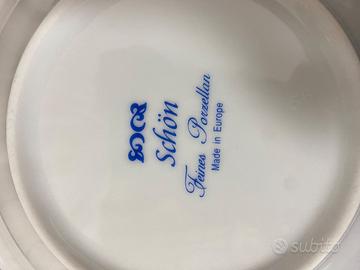 Schön
Feines Porzellan
Made in Europe
subito